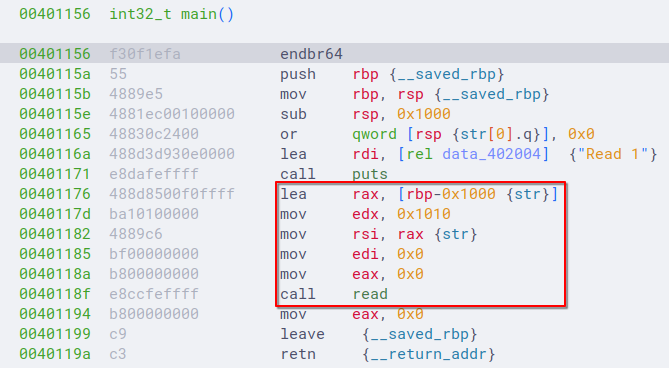 00401156 int32_t main()
00401156 f30f1efa endbr64
0040115a 55 push rbp {__saved_rbp}
0040115b 4889e5 mov rbp, rsp {__saved_rbp}
0040115e 4881ec00100000 sub rsp, 0x1000
00401165 48830c2400 or qword [rsp {str[0].q}], 0x0
0040116a 488d3d930e0000 lea rdi, [rel data_402004] {"Read 1"}
00401171 e8dafeffff call puts
00401176 488d8500f0ffff lea rax, [rbp-0x1000 {str}]
0040117d ba10100000 mov edx, 0x1010
00401182 4889c6 mov rsi, rax {str}
00401185 bf00000000 mov edi, 0x0
0040118a b800000000 mov eax, 0x0
0040118f e8ccfeffff call read
00401194 b800000000 mov eax, 0x0
00401199 c9 leave {__saved_rbp}
0040119a c3 retn {__return_addr}